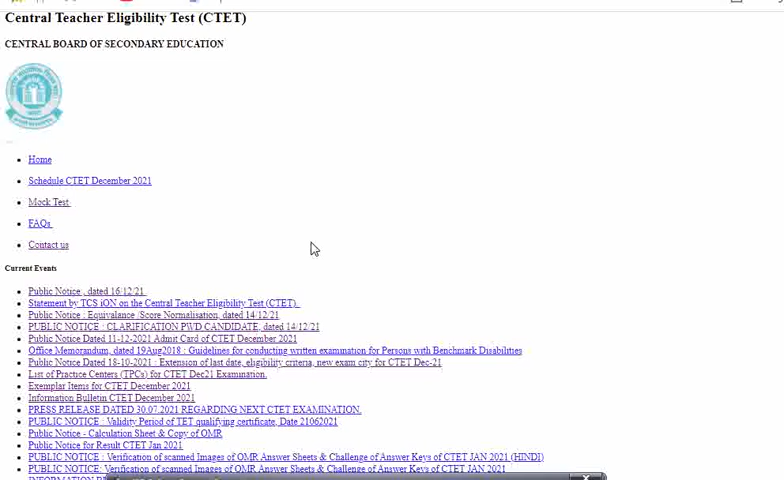 Central Teacher Eligibility Test (CTET)
CENTRAL BOARD OF SECONDARY EDUCATION
Home
Schedule CTET December 2021
Mock Test
FAQs
Contact us
Current Events
Public Notice , dated 16/12/21
Statement by TCS iON on the Central Teacher Eligibility Test (CTET)
Public Notice : Equivalance /Score Normalisation, dated 14/12/21
PUBLIC NOTICE : CLARIFICATION PWD CANDIDATE, dated 14/12/21
Public Notice Dated 11-12-2021 Admit Card of CTET December 2021
Office Memorandum, dated 19Aug2018 : Guidelines for conducting written examination for Persons with Benchmark Disabilities
Public Notice Dated 18-10-2021 : Extension of last date, eligibility criteria, new exam city for CTET Dec-21
List of Practice Centers (TPCs) for CTET Dec21 Examination.
Exemplar Items for CTET December 2021
Information Bulletin CTET December 2021
PRESS RELEASE DATED 30.07.2021 REGARDING NEXT CTET EXAMINATION.
PUBLIC NOTICE : Validity Period of TET qualifying certificate, Date 21062021
Public Notice - Calculation Sheet & Copy of OMR
Public Notice for Result CTET Jan 2021
PUBLIC NOTICE : Verification of scanned Images of OMR Answer Sheets & Challenge of Answer Keys of CTET JAN 2021 (HINDI)
PUBLIC NOTICE: Verification of scanned Images of OMR Answer Sheets & Challenge of Answer Keys of CTET JAN 2021